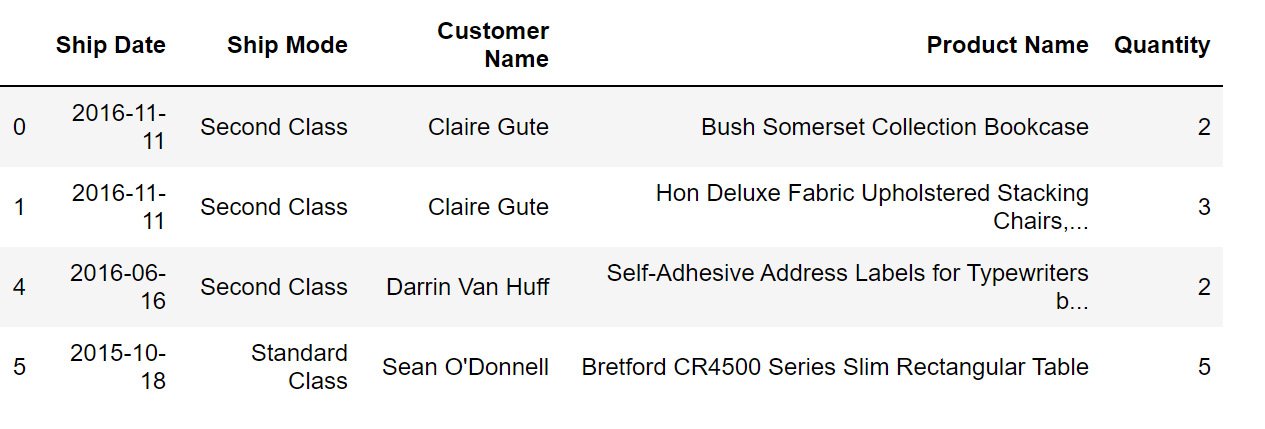 Ship Date Ship Mode Customer Name Product Name Quantity
0 2016-11-11 Second Class Claire Gute Bush Somerset Collection Bookcase 2
1 2016-11-11 Second Class Claire Gute Hon Deluxe Fabric Upholstered Stacking Chairs,... 3
4 2016-06-16 Second Class Darrin Van Huff Self-Adhesive Address Labels for Typewriters b... 2
5 2015-10-18 Standard Class Sean O'Donnell Bretford CR4500 Series Slim Rectangular Table 5